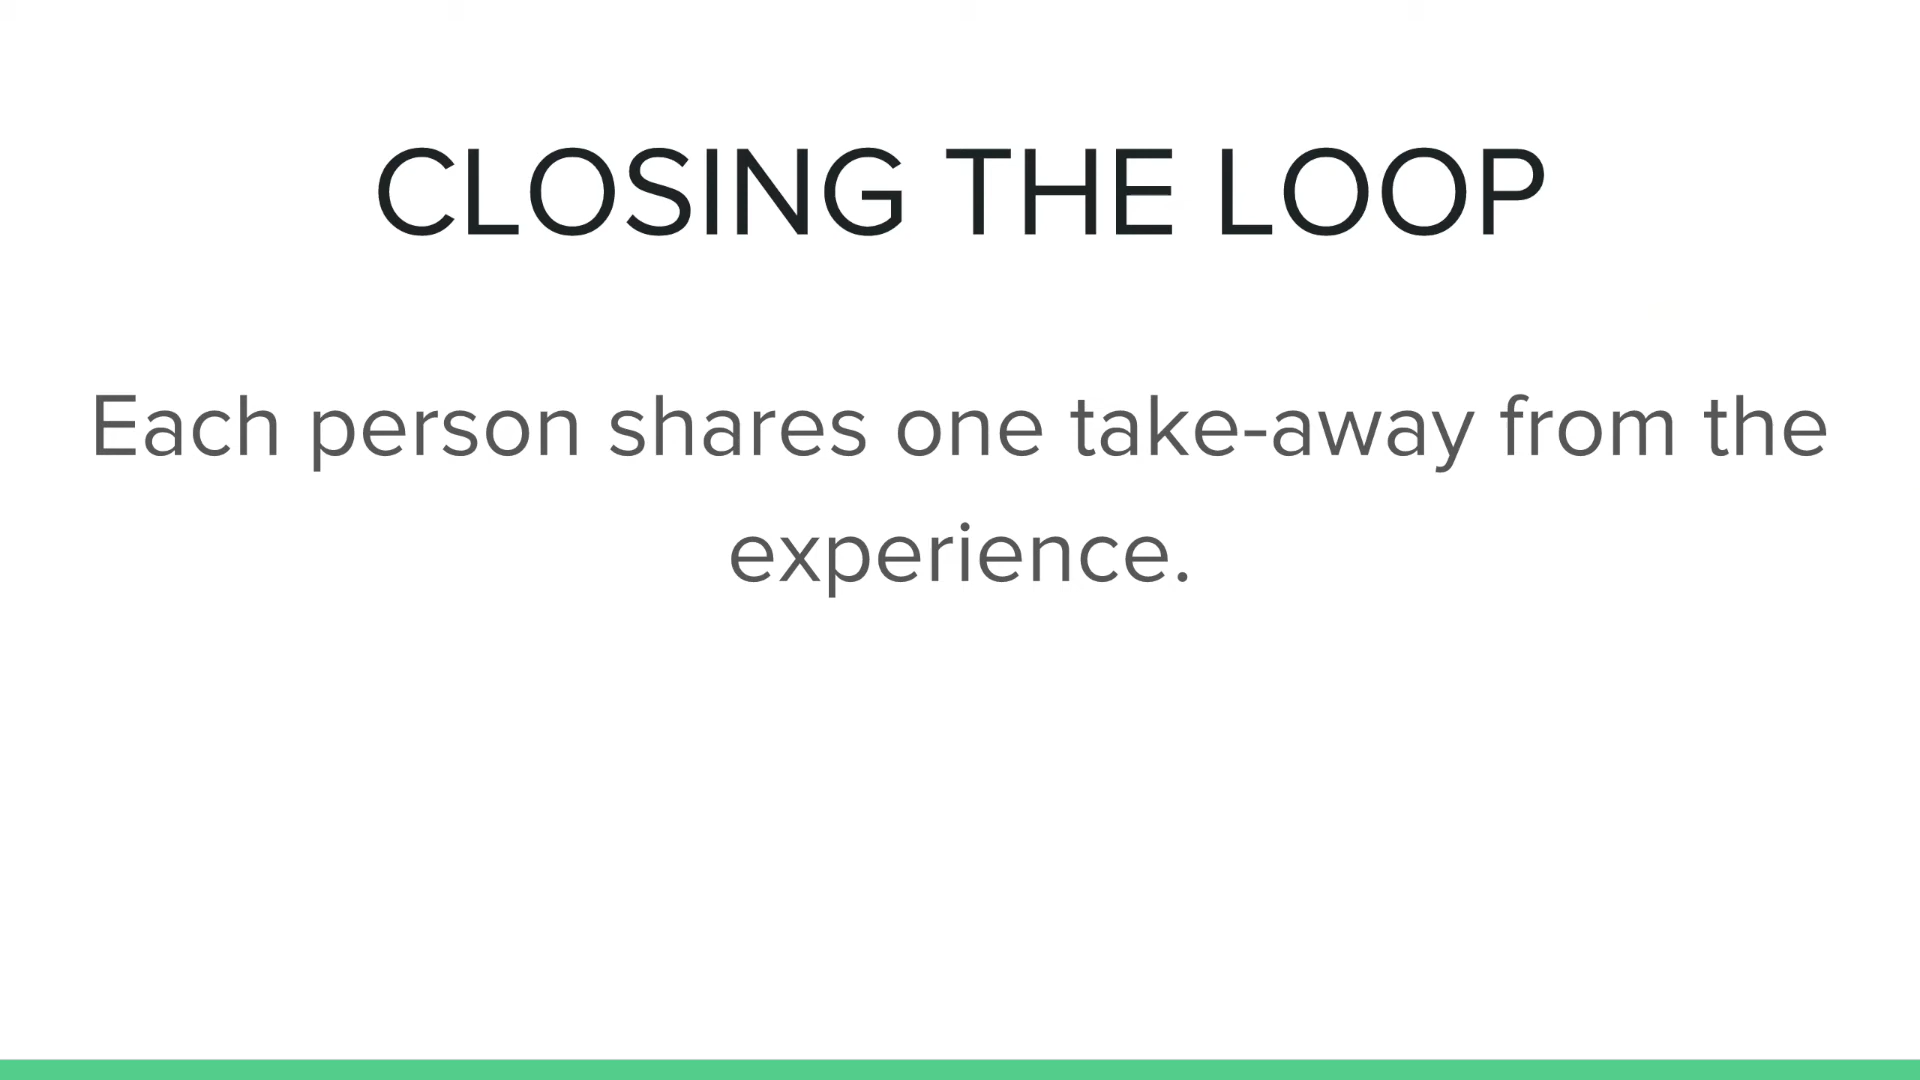 CLOSING THE LOOP
Each person shares one take-away from the
experience.